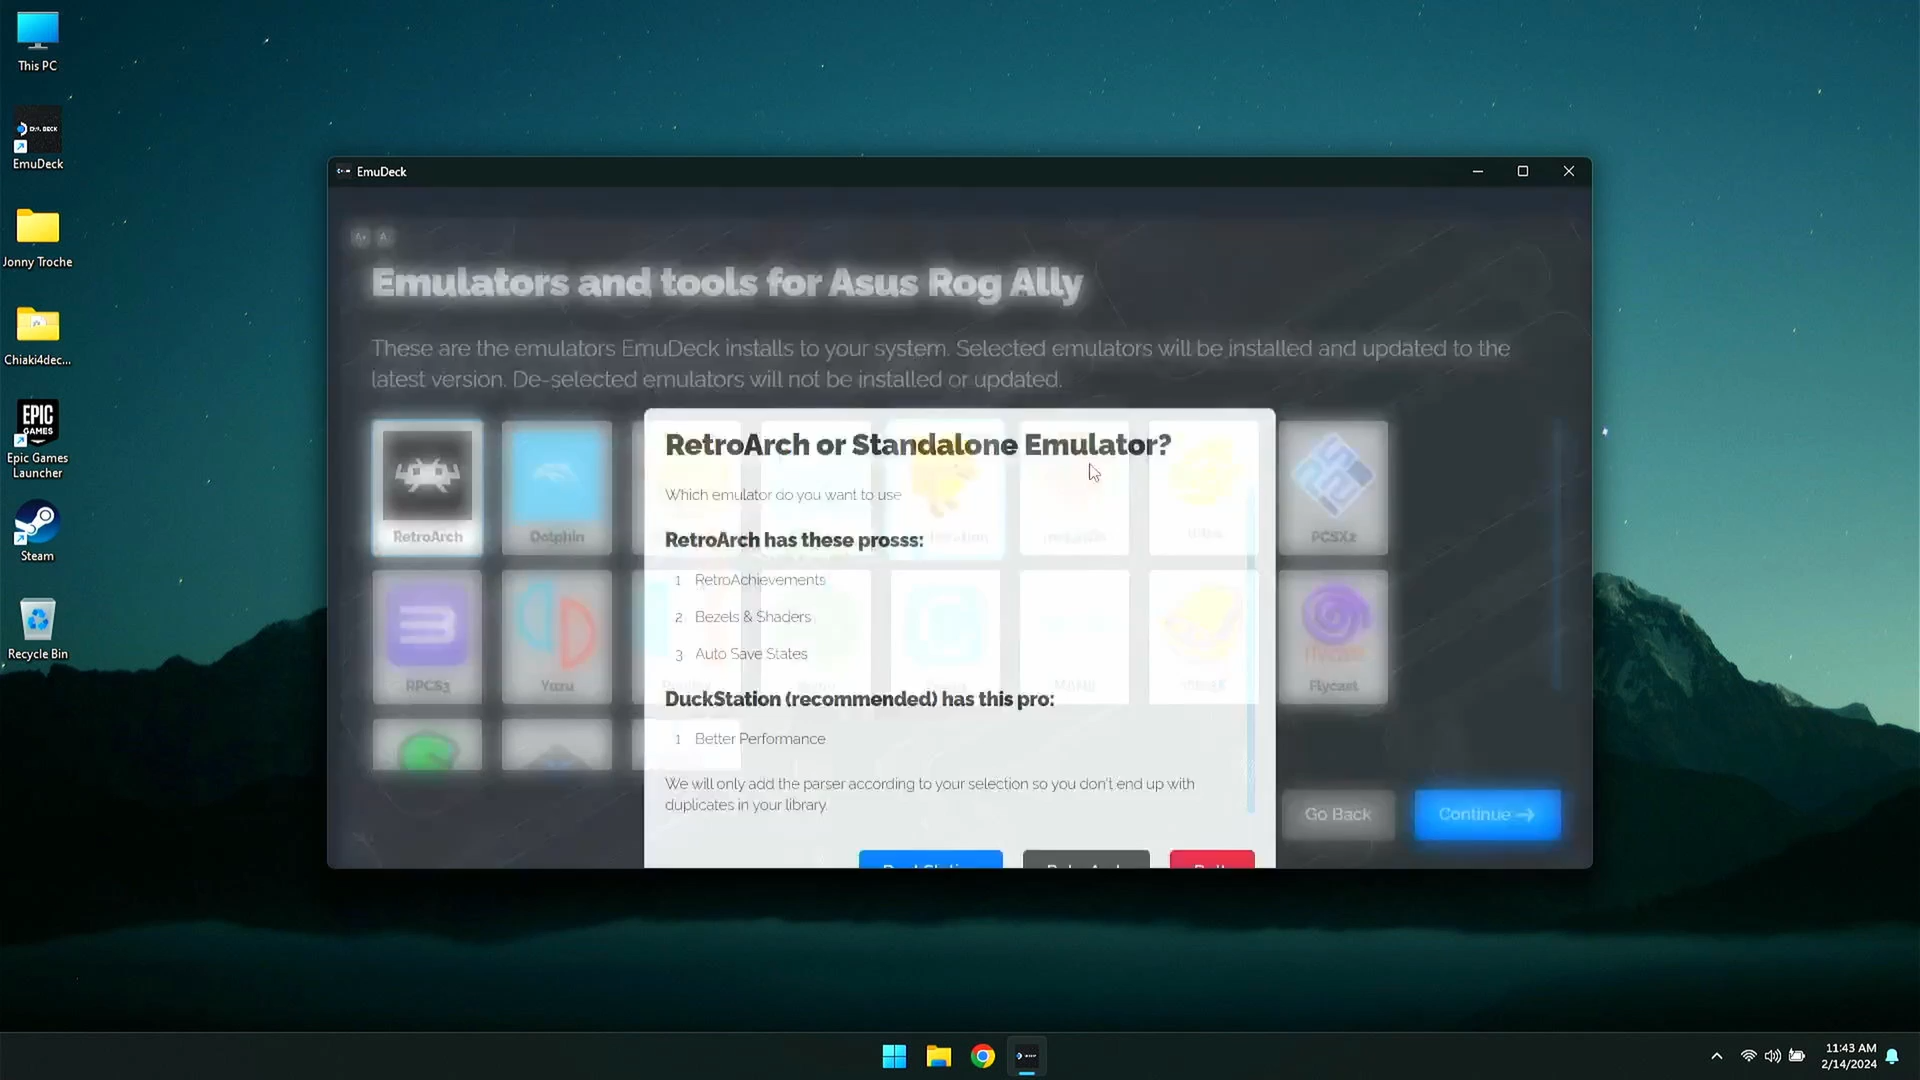 This PC
EmuDeck
Jonny Troche
Chiaki4dec...
EPIC
GAMES
Epic Games
Launcher
Steam
Recycle Bin
EmuDeck
A+ A-
Emulators and tools for Asus Rog Ally
These are the emulators EmuDeck installs to your system. Selected emulators will be installed and updated to the
latest version. De-selected emulators will not be installed or updated.
RetroArch
Dolphin
PCSX2
RPCS3
Yuzu
Flycast
RetroArch or Standalone Emulator?
Which emulator do you want to use
RetroArch has these prosss:
1 RetroAchievements
2 Bezels & Shaders
3 Auto Save States
DuckStation (recommended) has this pro:
1 Better Performance
We will only add the parser according to your selection so you don't end up with
duplicates in your library
DuckStation
RetroArch
Both
Go Back
Continue →
11:43 AM
2/14/2024